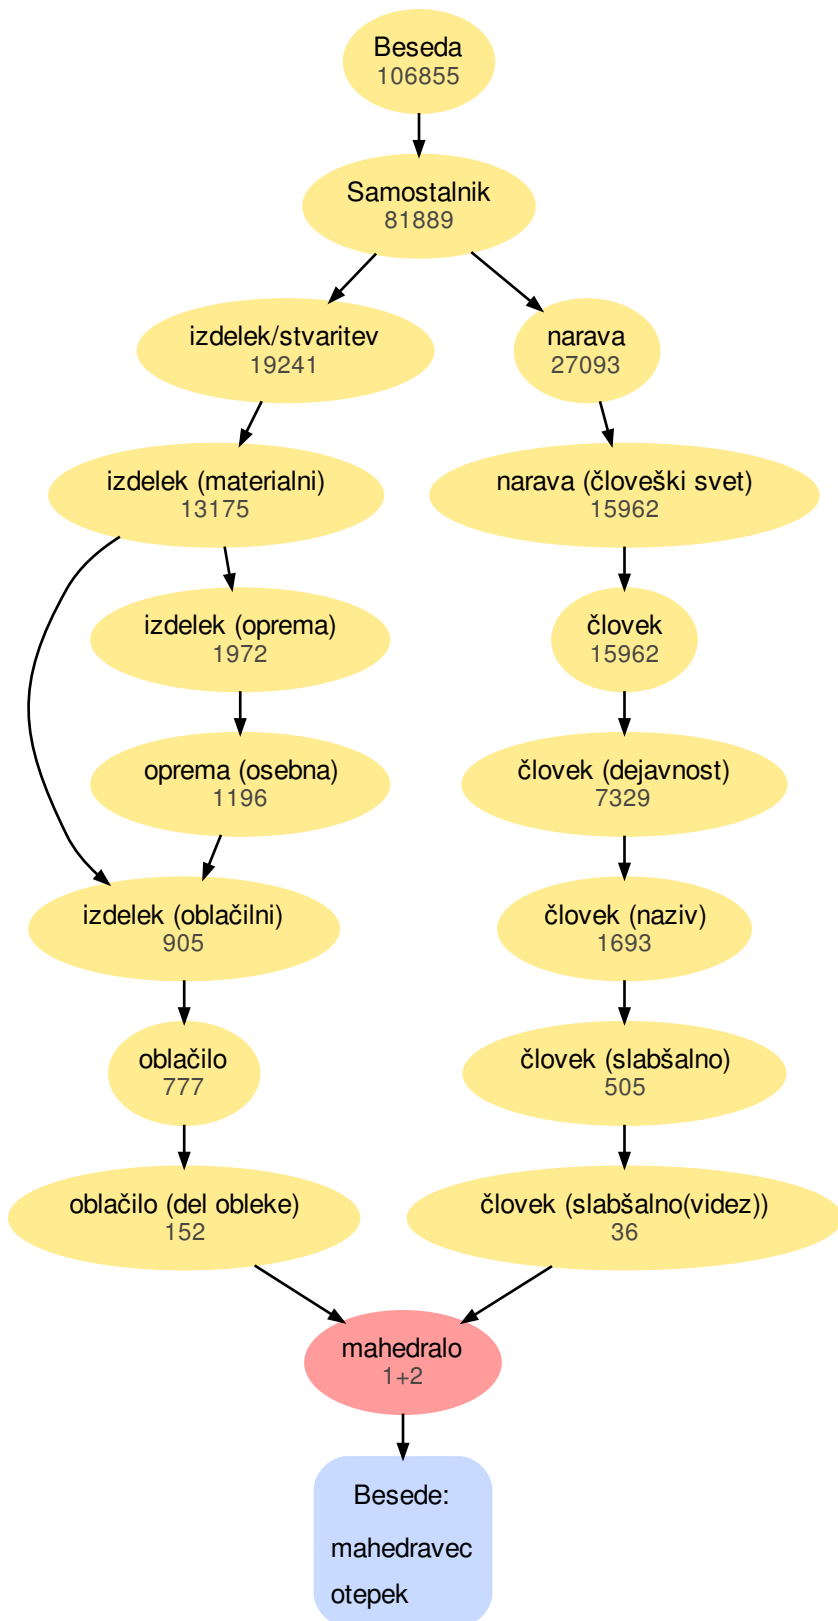 Beseda
106855
Samostalnik
81889
izdelek/stvaritev
19241
narava
27093
izdelek (materialni)
13175
narava (človeški svet)
15962
izdelek (oprema)
1972
človek
15962
oprema (osebna)
1196
človek (dejavnost)
7329
izdelek (oblačilni)
905
človek (naziv)
1693
oblačilo
777
človek (slabšalno)
505
oblačilo (del obleke)
152
človek (slabšalno(videz))
36
mahedralo
1+2
Besede:
mahedravec
otepek